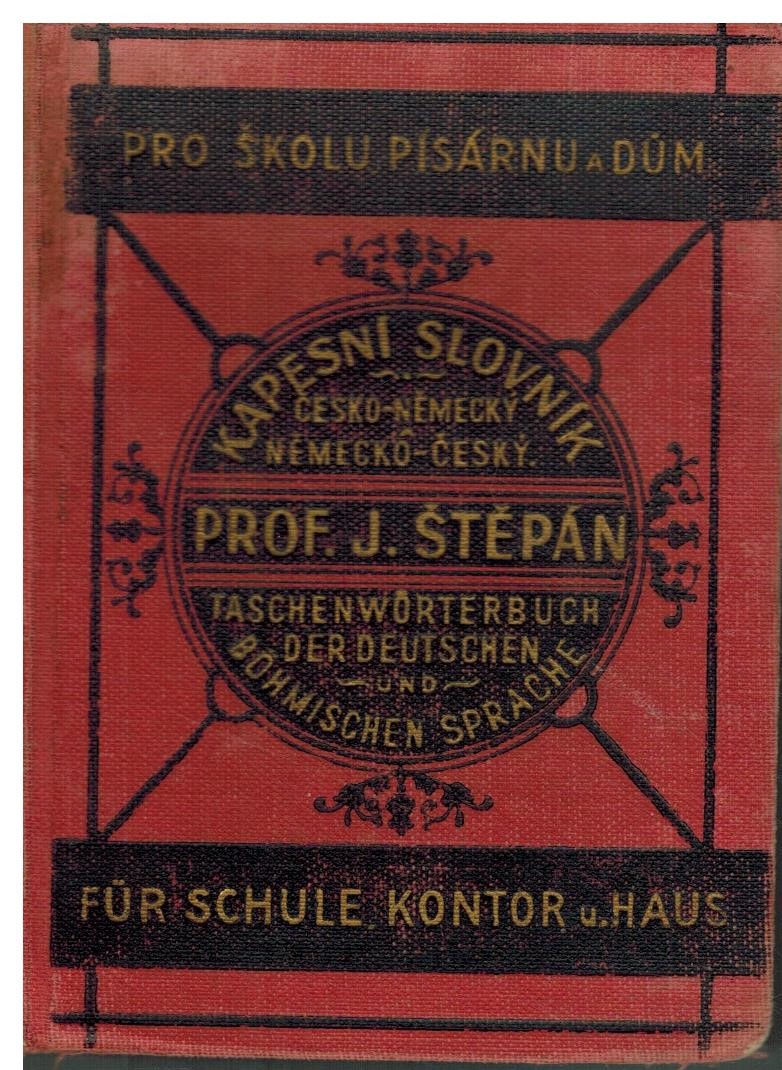 PRO ŠKOLU, PÍSÁRNU A DŮM
KAPESNÍ SLOVNÍK
ČESKO-NĚMECKÝ
A
NĚMECKO-ČESKÝ.
PROF. J. ŠTĚPÁN
TASCHENWÖRTERBUCH
DER DEUTSCHEN
UND
BÖHMISCHEN SPRACHE
FÜR SCHULE, KONTOR u. HAUS